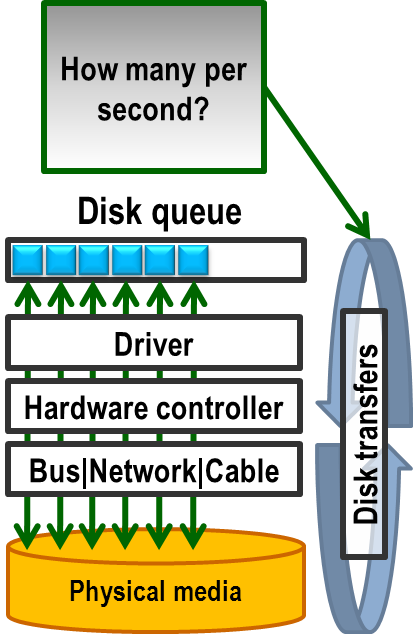 How many per
second?
Disk queue
Driver
Hardware controller
Bus|Network|Cable
Physical media
Disk transfers